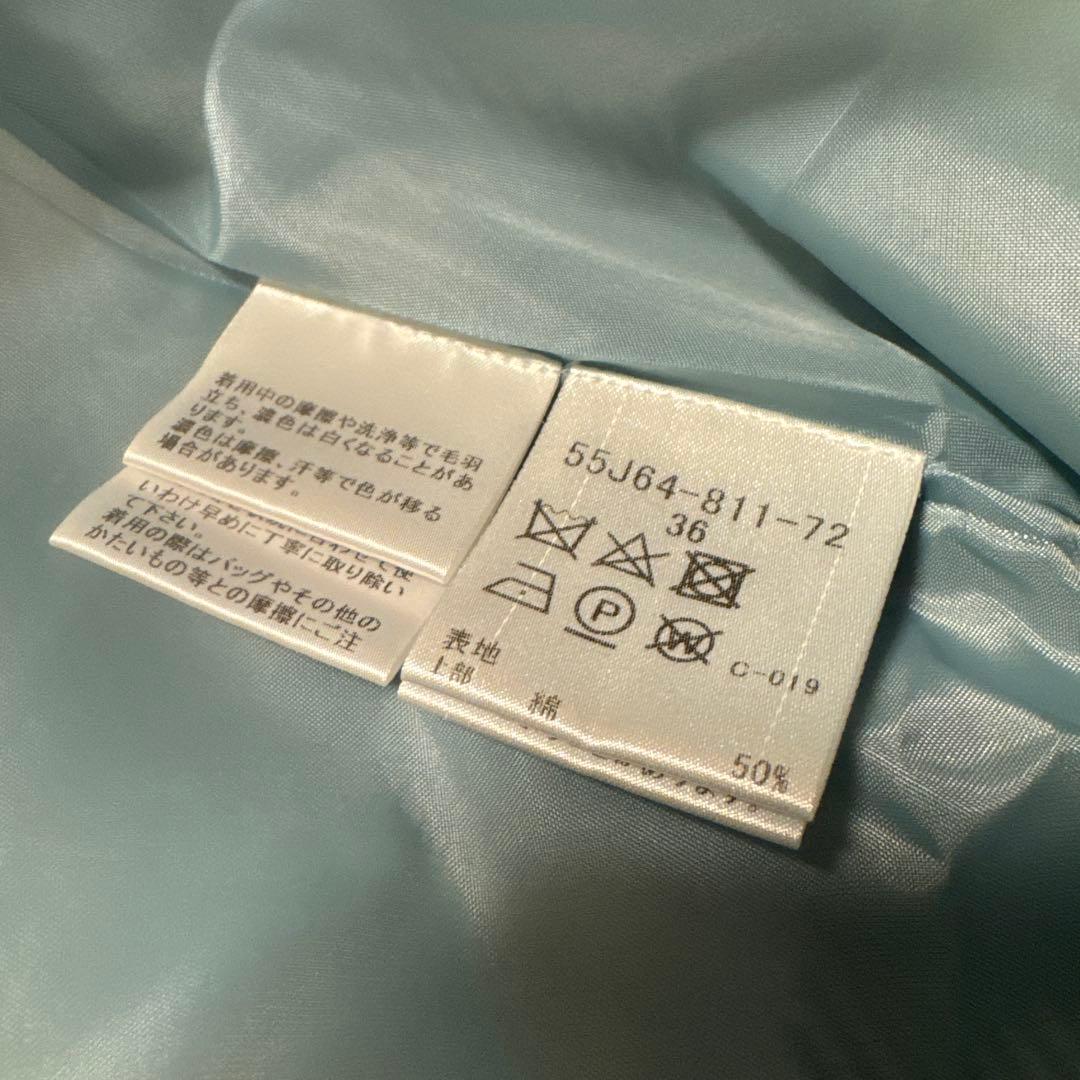 着用中の摩擦や洗浄等で毛羽
立ち、濃色は白くなることがあ
ります。
濃色は摩擦、汗等で色が移る
場合があります。
いわけ早めに丁寧に取り除い
て下さい。
着用の際はバッグやその他の
かたいもの等との摩擦にご注
55J64-811-72
36
P
W
C-019
表地
上部
綿
50%
あります。